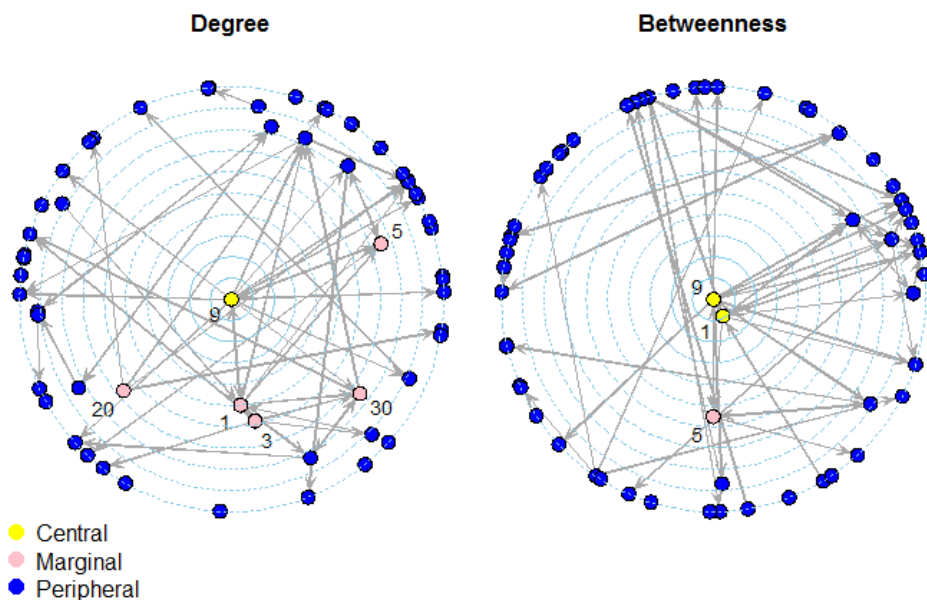 Degree
Betweenness
5
9
9
1
20
1
30
3
5
Central
Marginal
Peripheral